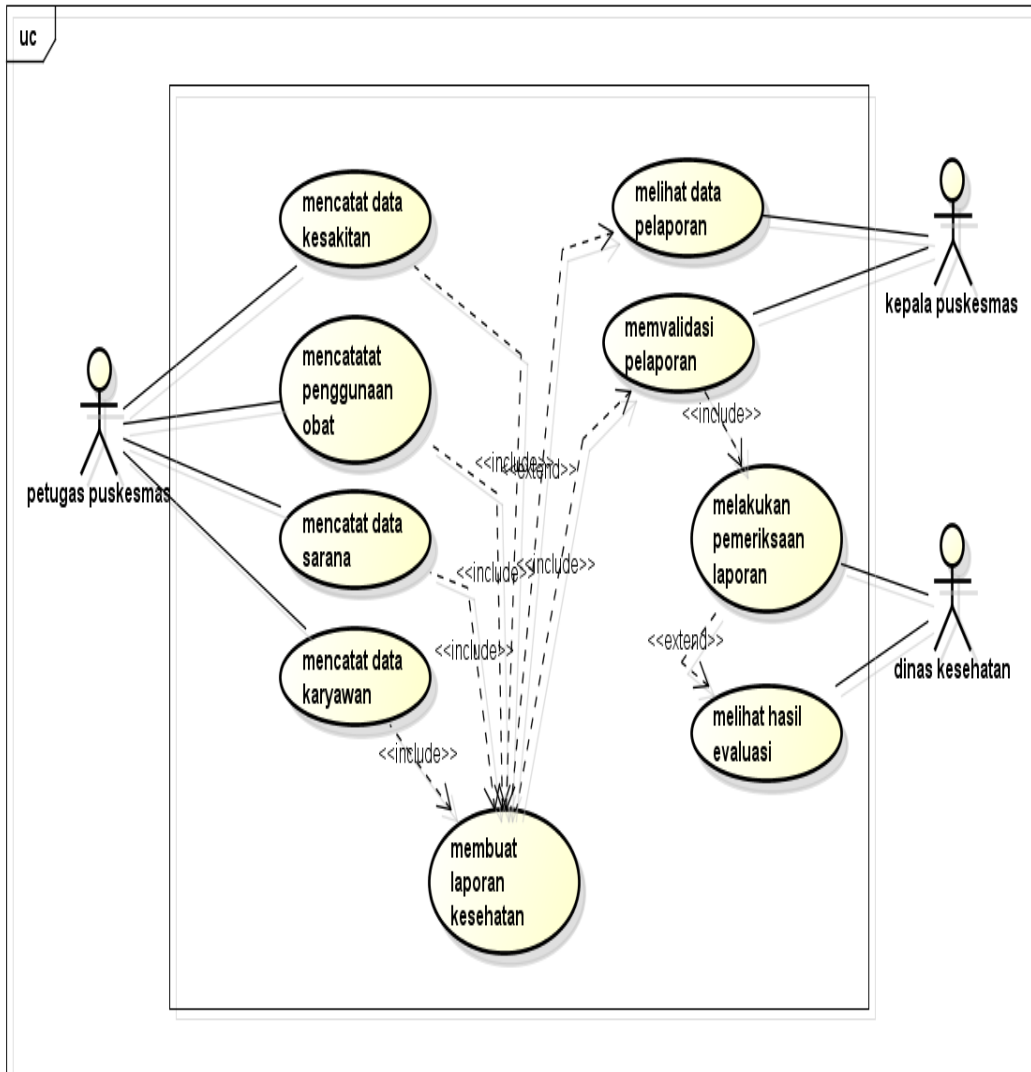 uc
mencatat data
kesakitan
melihat data
pelaporan
kepala puskesmas
mencatatat
penggunaan
obat
memvalidasi
pelaporan
<<include>>
petugas puskesmas
<<include>>
<<extend>>
mencatat data
sarana
melakukan
pemeriksaan
laporan
<<include>>
<<include>>
dinas kesehatan
mencatat data
karyawan
<<include>>
<<extend>>
melihat hasil
evaluasi
<<include>>
membuat
laporan
kesehatan